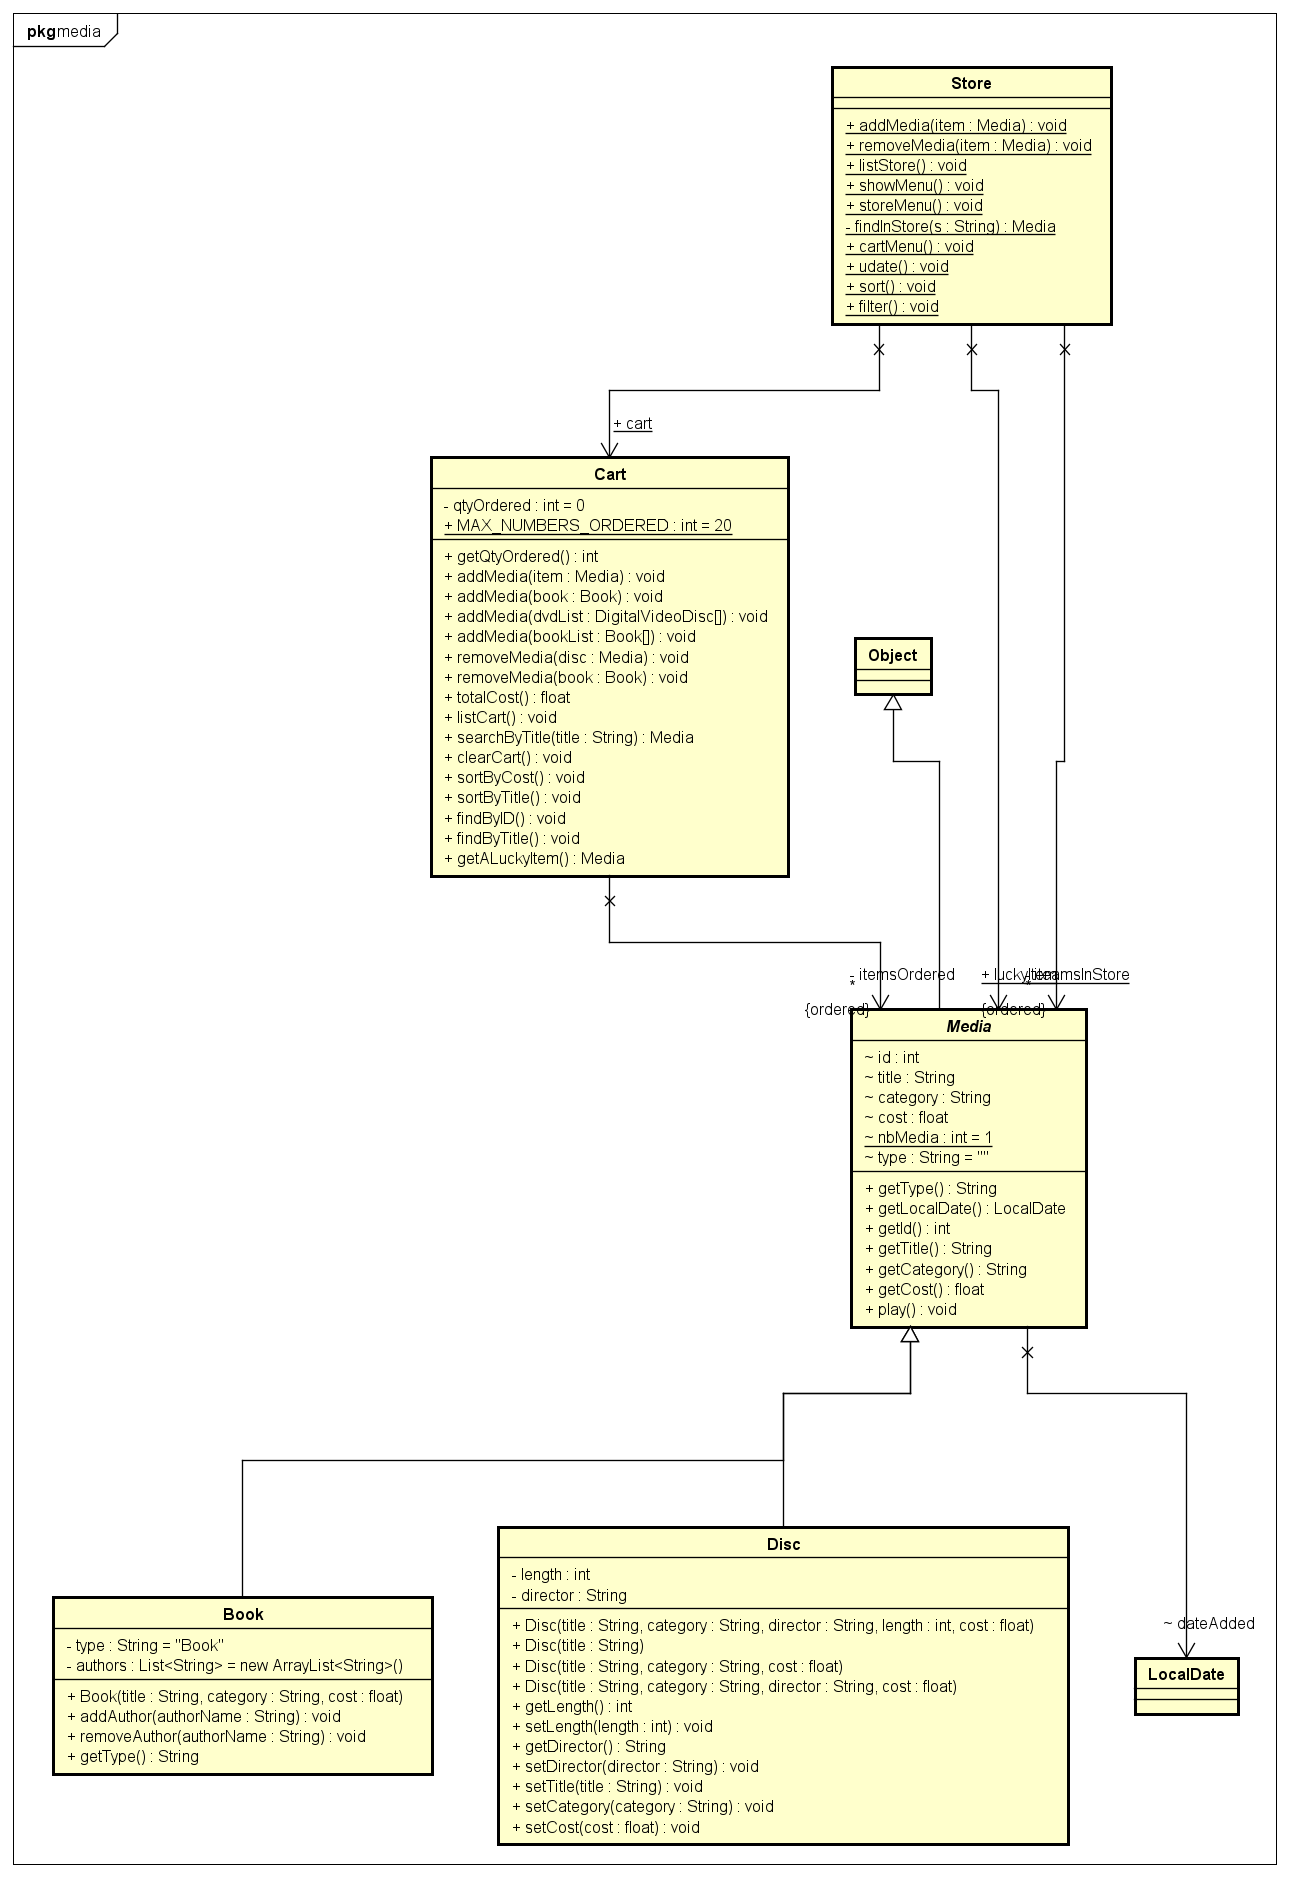 pkg media
Store
+ addMedia(item : Media) : void
+ removeMedia(item : Media) : void
+ listStore() : void
+ showMenu() : void
+ storeMenu() : void
- findInStore(s : String) : Media
+ cartMenu() : void
+ udate() : void
+ sort() : void
+ filter() : void
+ cart
Cart
- qtyOrdered : int = 0
+ MAX_NUMBERS_ORDERED : int = 20
+ getQtyOrdered() : int
+ addMedia(item : Media) : void
+ addMedia(book : Book) : void
+ addMedia(dvdList : DigitalVideoDisc[]) : void
+ addMedia(bookList : Book[]) : void
+ removeMedia(disc : Media) : void
+ removeMedia(book : Book) : void
+ totalCost() : float
+ listCart() : void
+ searchByTitle(title : String) : Media
+ clearCart() : void
+ sortByCost() : void
+ sortByTitle() : void
+ findByID() : void
+ findByTitle() : void
+ getALuckyItem() : Media
Object
- itemsOrdered
*
{ordered}
+ luckyItem
*
{ordered}
Media
~ id : int
~ title : String
~ category : String
~ cost : float
~ nbMedia : int = 1
~ type : String = ""
+ getType() : String
+ getLocalDate() : LocalDate
+ getId() : int
+ getTitle() : String
+ getCategory() : String
+ getCost() : float
+ play() : void
Disc
- length : int
- director : String
+ Disc(title : String, category : String, director : String, length : int, cost : float)
+ Disc(title : String)
+ Disc(title : String, category : String, cost : float)
+ Disc(title : String, category : String, director : String, cost : float)
+ getLength() : int
+ setLength(length : int) : void
+ getDirector() : String
+ setDirector(director : String) : void
+ setTitle(title : String) : void
+ setCategory(category : String) : void
+ setCost(cost : float) : void
Book
- type : String = "Book"
- authors : List<String> = new ArrayList<String>()
+ Book(title : String, category : String, cost : float)
+ addAuthor(authorName : String) : void
+ removeAuthor(authorName : String) : void
+ getType() : String
~ dateAdded
LocalDate